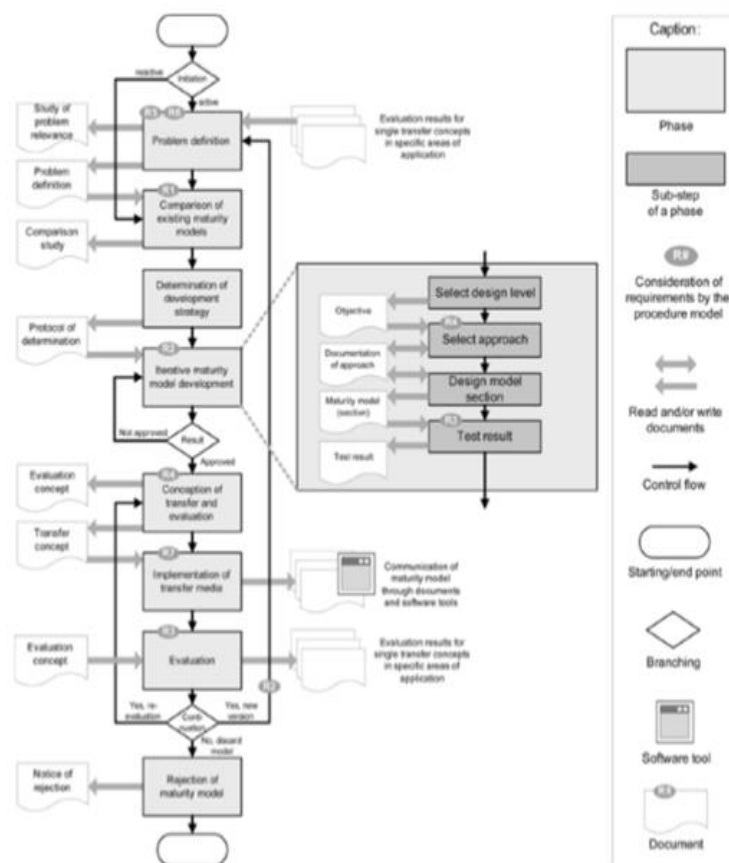 Initiation
reactive
active
Study of
problem
relevance
Problem definition
Evaluation results for
single transfer concepts
in specific areas of
application
Problem
definition
Comparison of
existing maturity
models
Comparison
study
Determination of
development
strategy
Protocol of
determination
Iterative maturity
model development
Not approved
Result
Approved
Select design level
Objective
Select approach
Documentation
of approach
Design model
section
Maturity model
(section)
Test result
Test result
Evaluation
concept
Conception of
transfer and
evaluation
Transfer
concept
Implementation of
transfer media
Communication of
maturity model
through documents
and software tools
Evaluation
concept
Evaluation
Evaluation results for
single transfer concepts
in specific areas of
application
Yes, re-
evaluation
Yes, new
version
No, discard
model
Notice of
rejection
Rejection of
maturity model
Caption:
Phase
Sub-step
of a phase
R#
Consideration of
requirements by the
procedure model
Read and/or write
documents
Control flow
Starting/end point
Branching
Software tool
Document